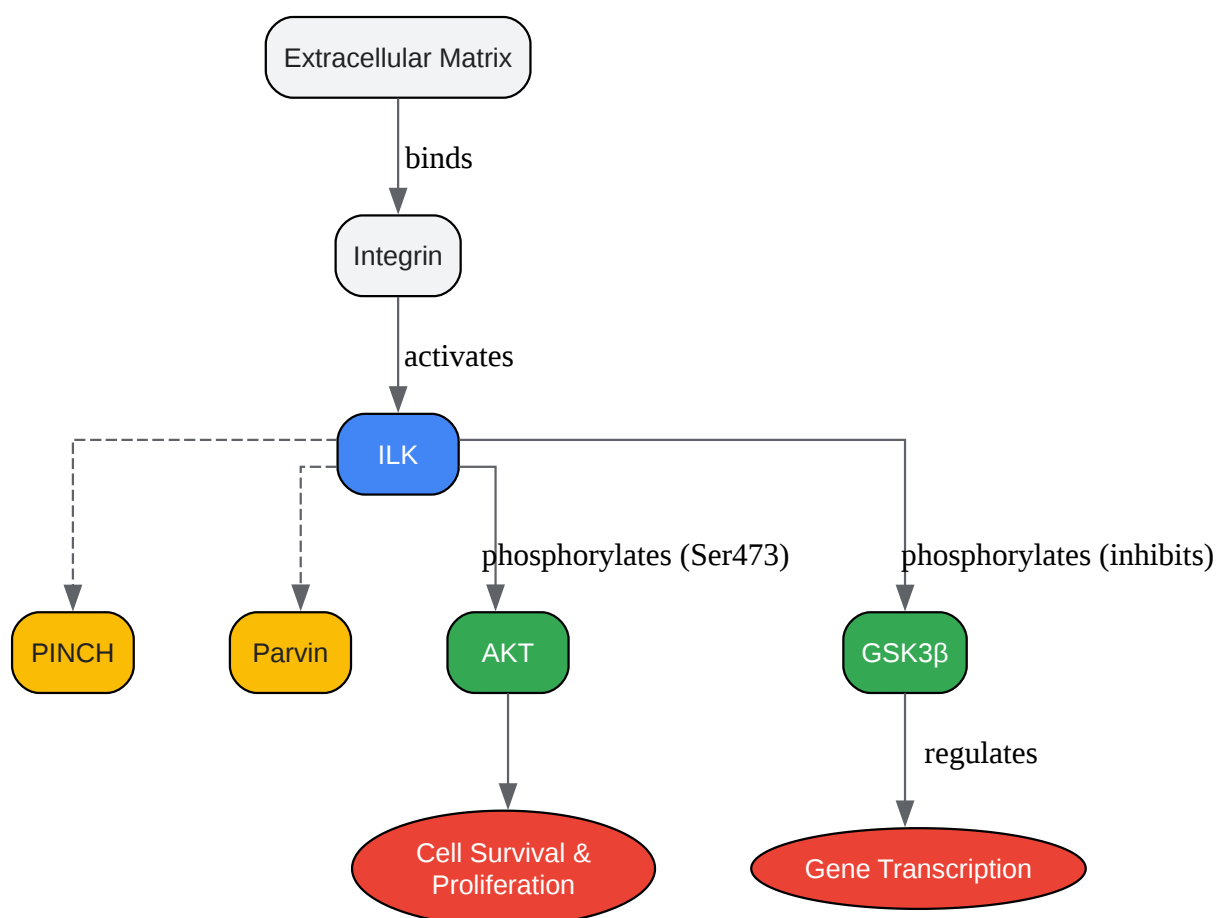 Extracellular Matrix
binds
Integrin
activates
ILK
phosphorylates (Ser473)
phosphorylates (inhibits)
PINCH
Parvin
AKT
GSK3β
regulates
Cell Survival &
Proliferation
Gene Transcription